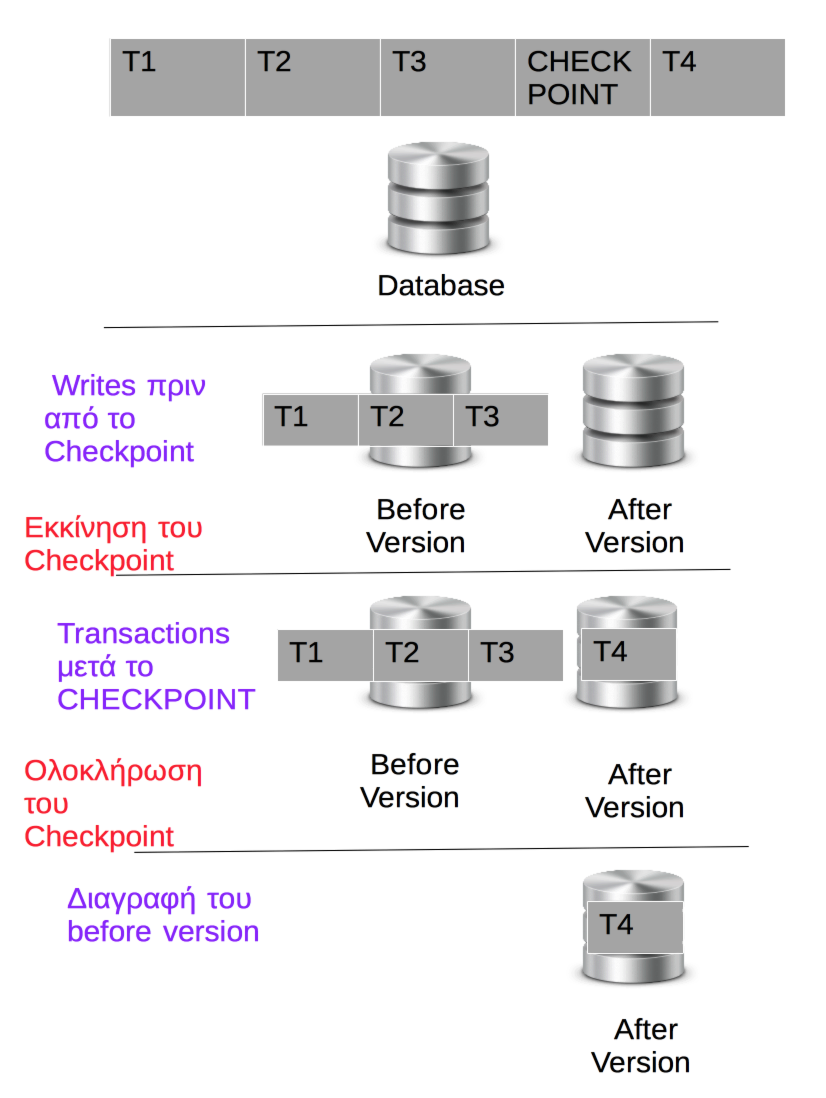 T1 T2 T3 CHECK T4
POINT
Database
Writes πριν
από το
Checkpoint
T1 T2 T3
Before
Version
After
Version
Εκκίνηση του
Checkpoint
Transactions
μετά το
CHECKPOINT
T1 T2 T3 T4
Before
Version
After
Version
Ολοκλήρωση
του
Checkpoint
Διαγραφή του
before version
T4
After
Version